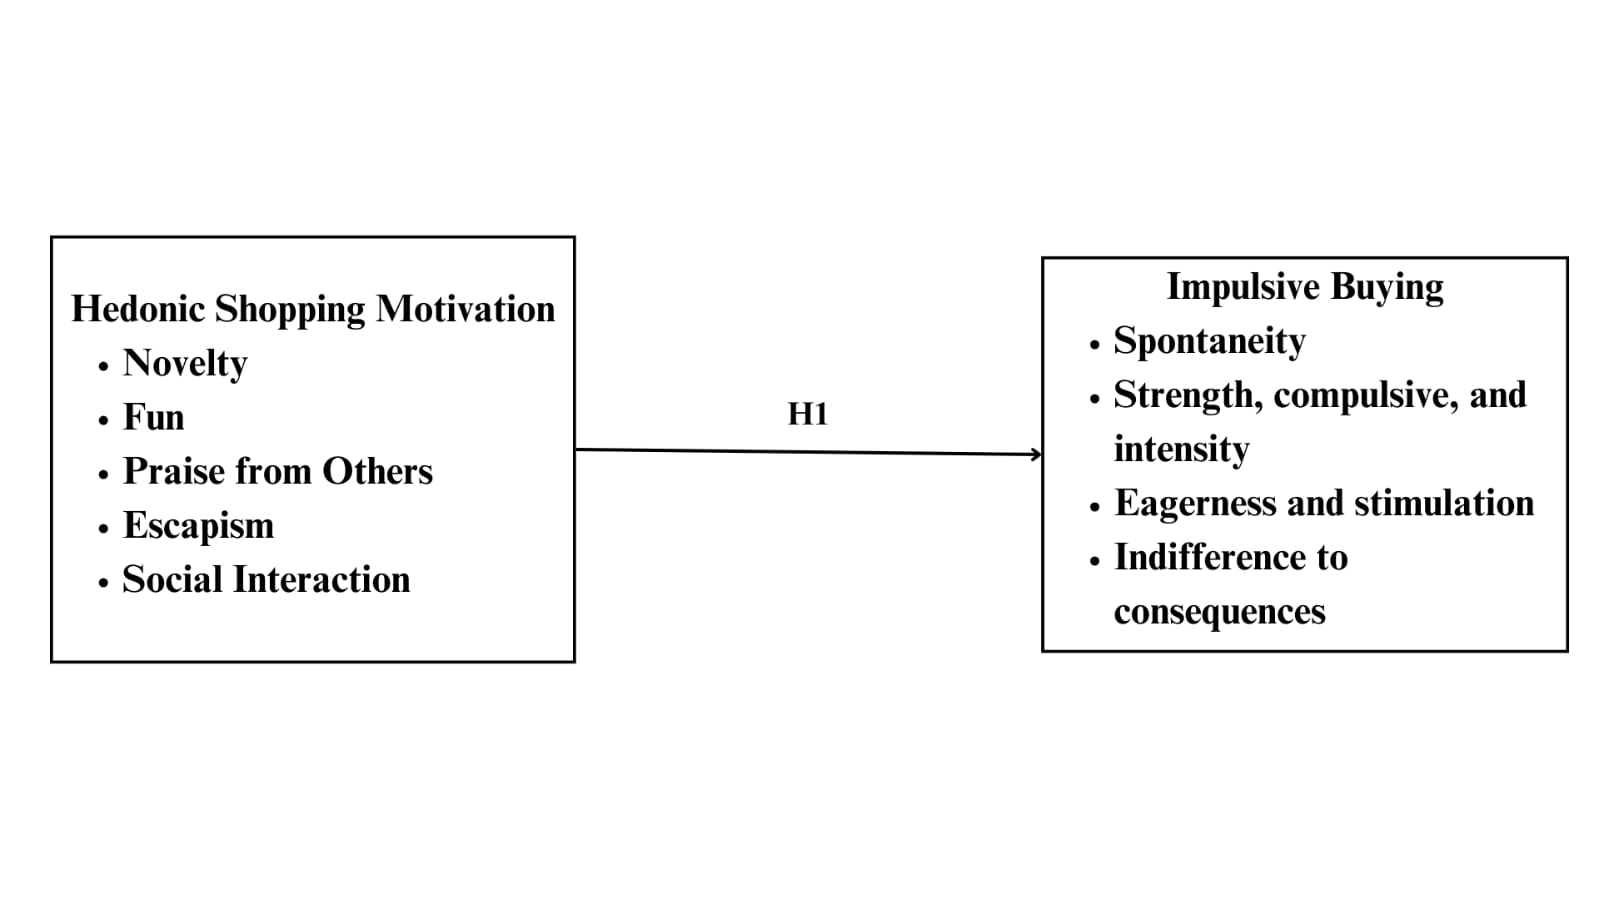 Hedonic Shopping Motivation
• Novelty
• Fun
• Praise from Others
• Escapism
• Social Interaction
H1
Impulsive Buying
• Spontaneity
• Strength, compulsive, and
intensity
• Eagerness and stimulation
• Indifference to
consequences